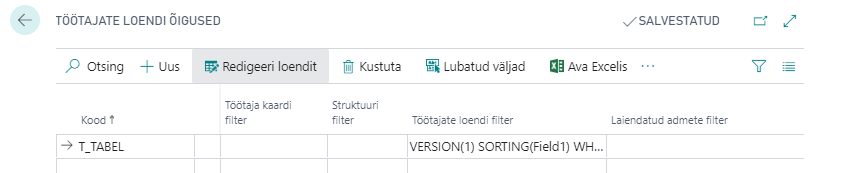 TÖÖTAJATE LOENDI ÕIGUSED
SALVESTATUD
Otsing
Uus
Redigeeri loendit
Kustuta
Lubatud väljad
Ava Excelis
...
Kood ↑
Töötaja kaardi
filter
Struktuuri
filter
Töötajate loendi filter
Laiendatud admete filter
→ T_TABEL
VERSION(1) SORTING(Field1) WH...